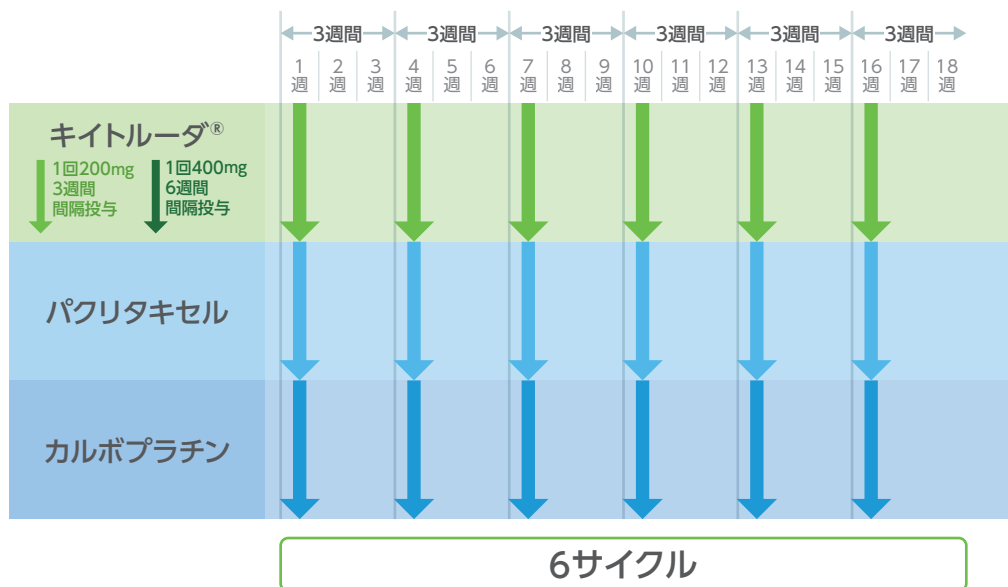 3週間 3週間 3週間 3週間 3週間 3週間
1週 2週 3週 4週 5週 6週 7週 8週 9週 10週 11週 12週 13週 14週 15週 16週 17週 18週
キイトルーダ®
1回200mg
3週間
間隔投与
1回400mg
6週間
間隔投与
パクリタキセル
カルボプラチン
6サイクル